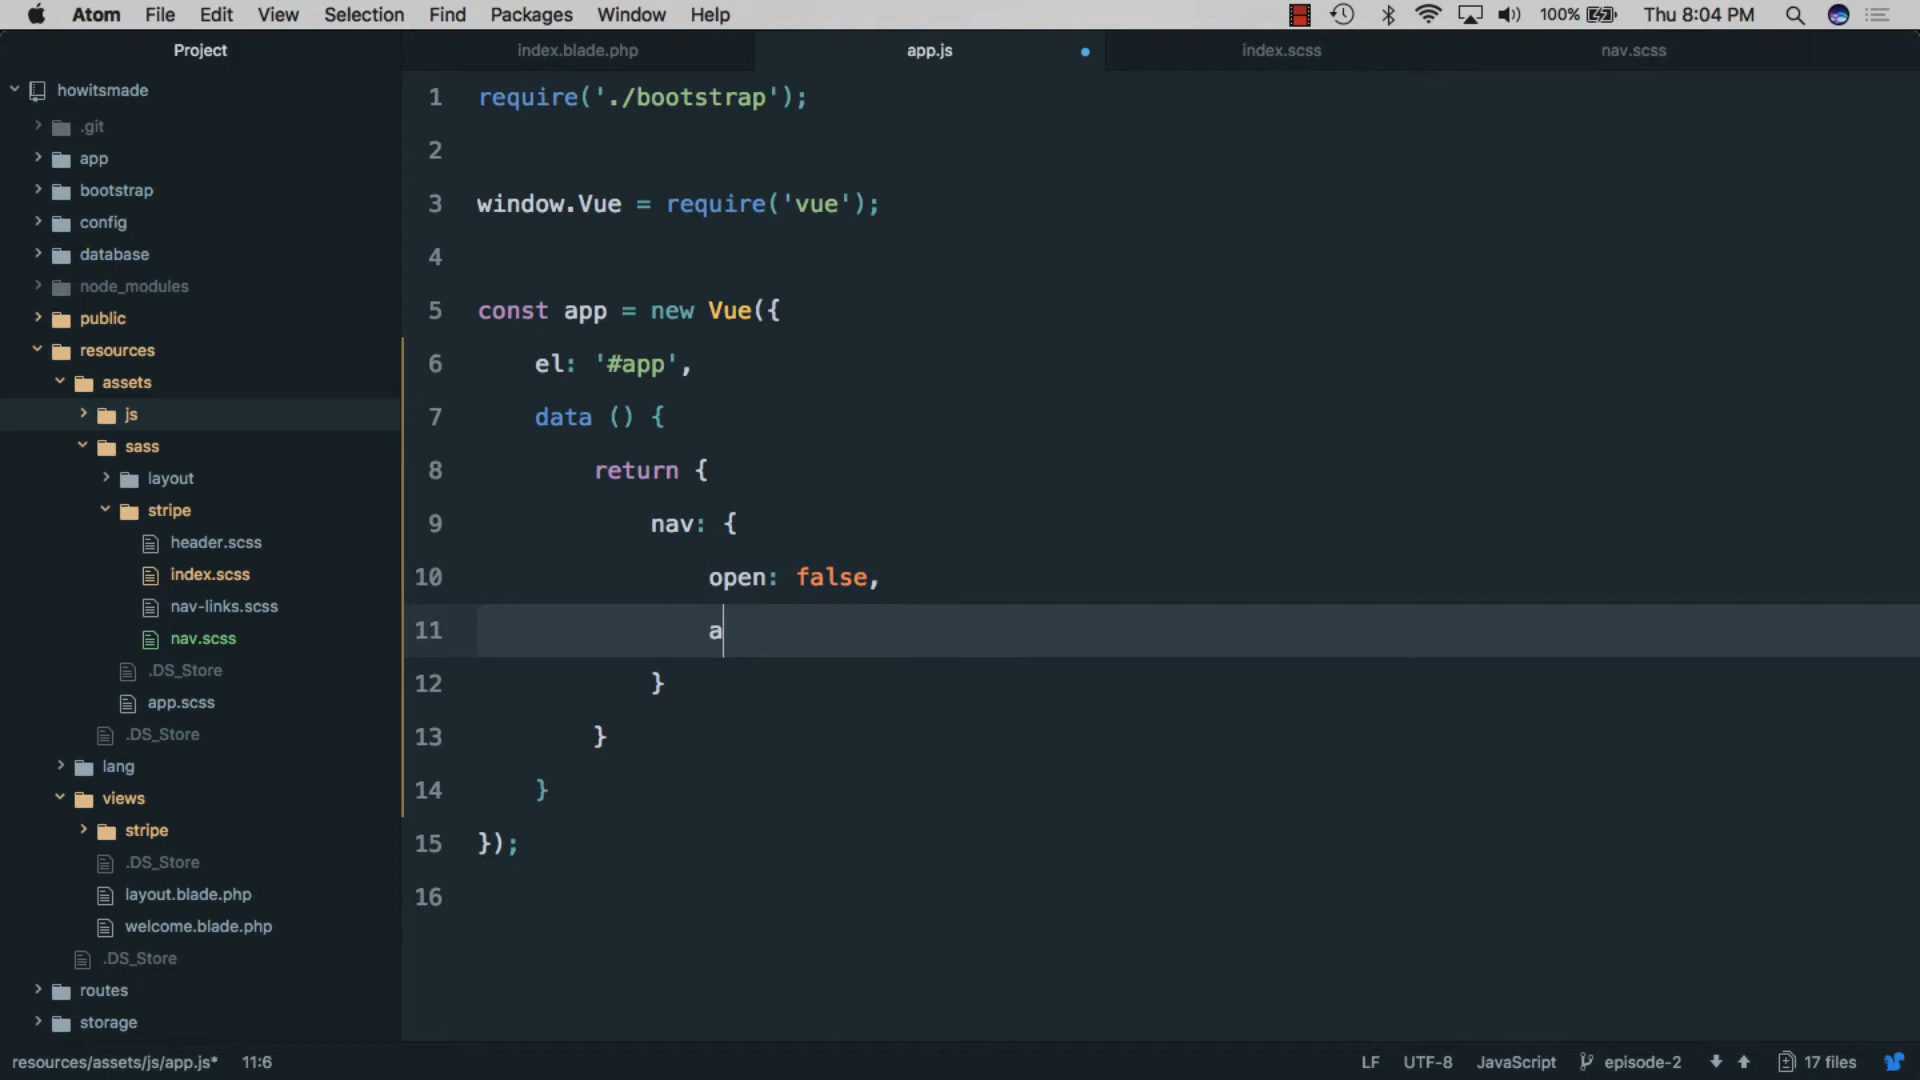 Atom File Edit View Selection Find Packages Window Help 100% Thu 8:04 PM
Project index.blade.php app.js index.scss nav.scss
howitsmade
.git
app
bootstrap
config
database
node_modules
public
resources
assets
js
sass
layout
stripe
header.scss
index.scss
nav-links.scss
nav.scss
.DS_Store
app.scss
.DS_Store
lang
views
stripe
.DS_Store
layout.blade.php
welcome.blade.php
.DS_Store
routes
storage
1 require('./bootstrap');
2
3 window.Vue = require('vue');
4
5 const app = new Vue({
6 el: '#app',
7 data () {
8 return {
9 nav: {
10 open: false,
11 a
12 }
13 }
14 }
15 });
16
resources/assets/js/app.js* 11:6 LF UTF-8 JavaScript episode-2 17 files